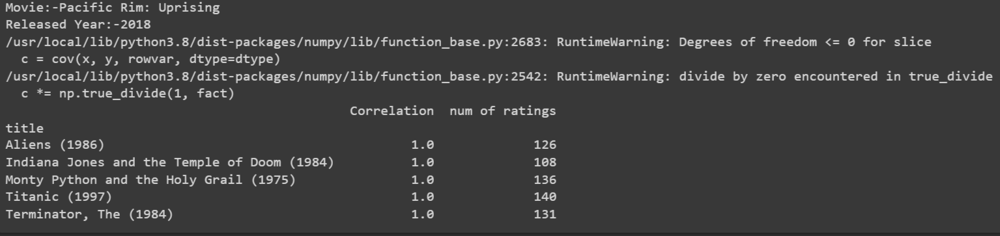 Movie:-Pacific Rim: Uprising
Released Year:-2018
/usr/local/lib/python3.8/dist-packages/numpy/lib/function_base.py:2683: RuntimeWarning: Degrees of freedom <= 0 for slice
  c = cov(x, y, rowvar, dtype=dtype)
/usr/local/lib/python3.8/dist-packages/numpy/lib/function_base.py:2542: RuntimeWarning: divide by zero encountered in true_divide
  c *= np.true_divide(1, fact)
                                                Correlation  num of ratings
title
Aliens (1986)                                           1.0             126
Indiana Jones and the Temple of Doom (1984)             1.0             108
Monty Python and the Holy Grail (1975)                  1.0             136
Titanic (1997)                                          1.0             140
Terminator, The (1984)                                  1.0             131